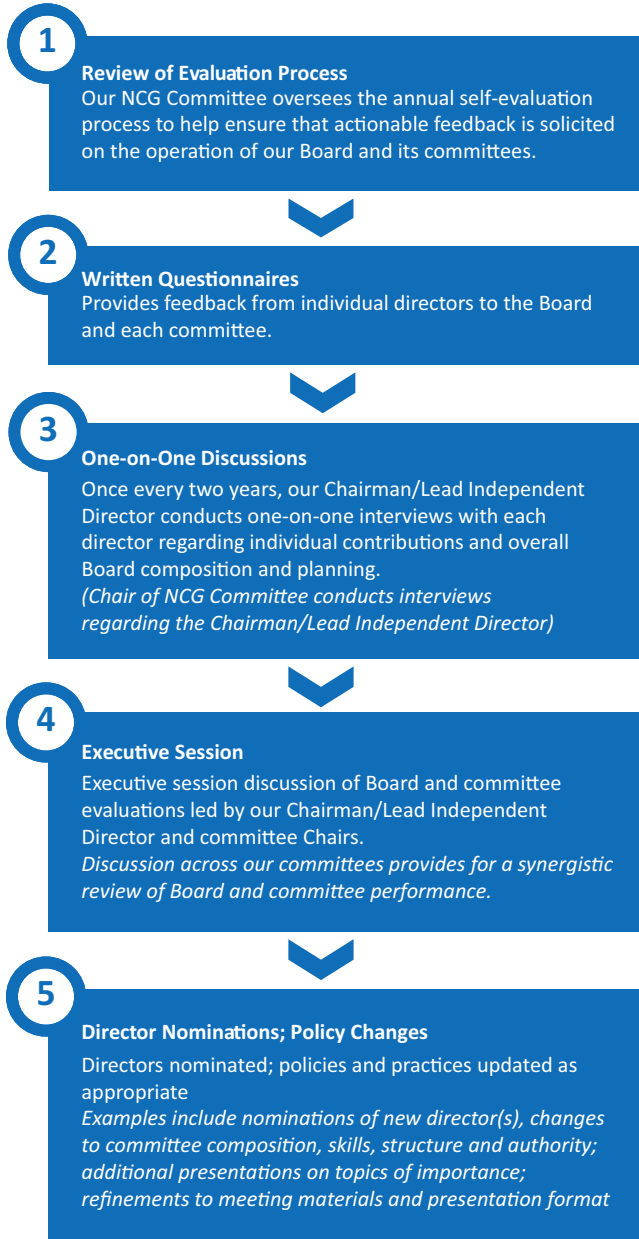 1
Review of Evaluation Process
Our NCG Committee oversees the annual self-evaluation
process to help ensure that actionable feedback is solicited
on the operation of our Board and its committees.
2
Written Questionnaires
Provides feedback from individual directors to the Board
and each committee.
3
One-on-One Discussions
Once every two years, our Chairman/Lead Independent
Director conducts one-on-one interviews with each
director regarding individual contributions and overall
Board composition and planning.
(Chair of NCG Committee conducts interviews
regarding the Chairman/Lead Independent Director)
4
Executive Session
Executive session discussion of Board and committee
evaluations led by our Chairman/Lead Independent
Director and committee Chairs.
Discussion across our committees provides for a synergistic
review of Board and committee performance.
5
Director Nominations; Policy Changes
Directors nominated; policies and practices updated as
appropriate
Examples include nominations of new director(s), changes
to committee composition, skills, structure and authority;
additional presentations on topics of importance;
refinements to meeting materials and presentation format